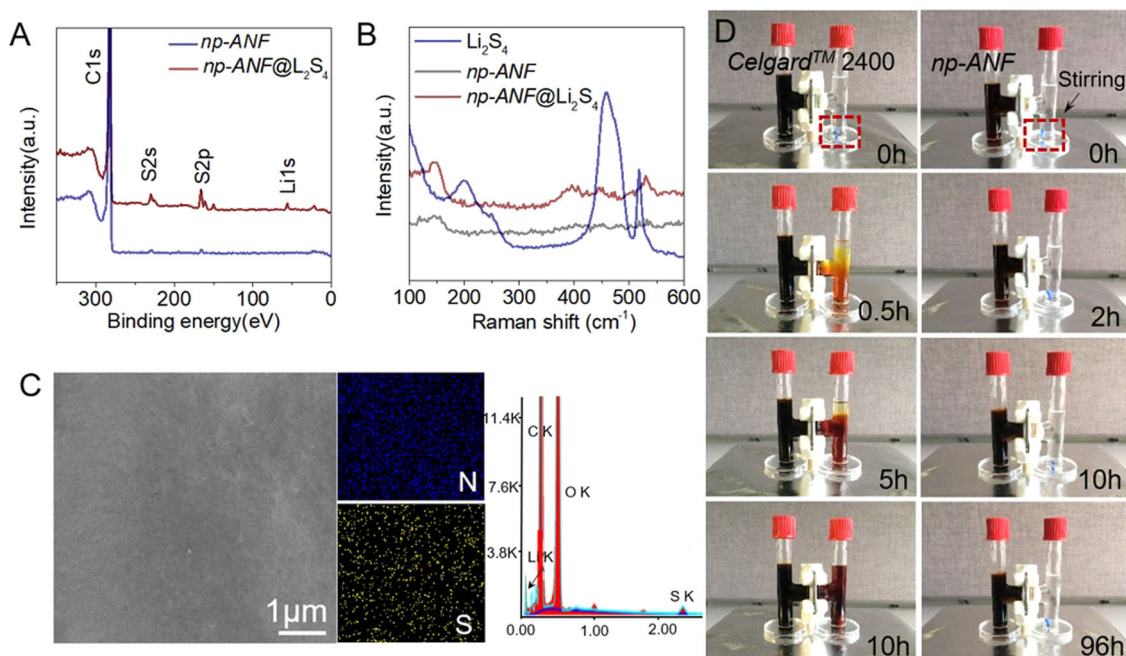 A
Intensity(a.u.)
C1s
np-ANF
np-ANF@L₂S₄
S2s
S2p
Li1s
300
200
100
0
Binding energy(eV)
B
Intensity(a.u.)
Li₂S₄
np-ANF
np-ANF@Li₂S₄
100
200
300
400
500
600
Raman shift (cm⁻¹)
C
1μm
N
S
11.4K
7.6K
3.8K
C K
O K
Li K
S K
0.00
1.00
2.00
D
Celgard™ 2400
np-ANF
Stirring
0h
0h
0.5h
2h
5h
10h
10h
96h